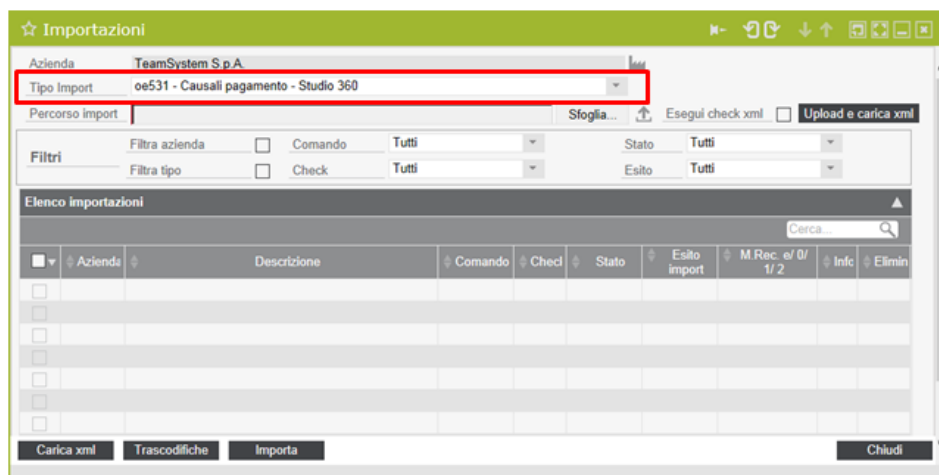 Importazioni
Azienda TeamSystem S.p.A.
Tipo Import oe531 - Causali pagamento - Studio 360
Percorso import Sfoglia... Esegui check xml Upload e carica xml
Filtri
Filtra azienda Comando Tutti Stato Tutti
Filtra tipo Check Tutti Esito Tutti
Elenco importazioni
Cerca...
Azienda Descrizione Comando Checl Stato Esito import M.Rec. e/ 0/ 1/ 2 Infc Elimin
Carica xml Trascodifiche Importa Chiudi